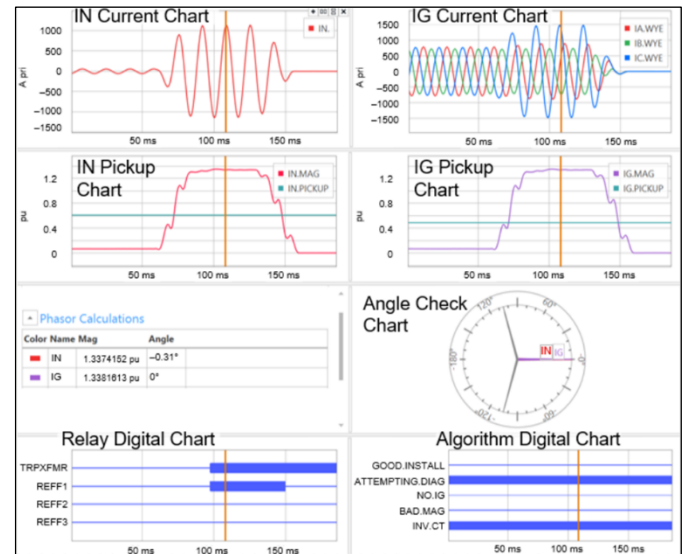 IN Current Chart
1000
500
0
−500
−1000
−1500
A pri
IN.
50 ms 100 ms 150 ms
IG Current Chart
1500
1000
500
0
−500
−1000
−1500
A pri
IA.WYE
IB.WYE
IC.WYE
50 ms 100 ms 150 ms
IN Pickup
Chart
1.2
0.8
0.4
0
pu
IN.MAG
IN.PICKUP
50 ms 100 ms 150 ms
IG Pickup
Chart
1.2
0.8
0.4
0
pu
IG.MAG
IG.PICKUP
50 ms 100 ms 150 ms
Phasor Calculations
Color Name Mag Angle
IN 1.3374152 pu −0.31°
IG 1.3381613 pu 0°
Angle Check
Chart
120°
60°
-180°
-0°
-120°
-60°
IN IG
Relay Digital Chart
TRPXFMR
REFF1
REFF2
REFF3
50 ms 100 ms 150 ms
Algorithm Digital Chart
GOOD.INSTALL
ATTEMPTING.DIAG
NO.IG
BAD.MAG
INV.CT
50 ms 100 ms 150 ms